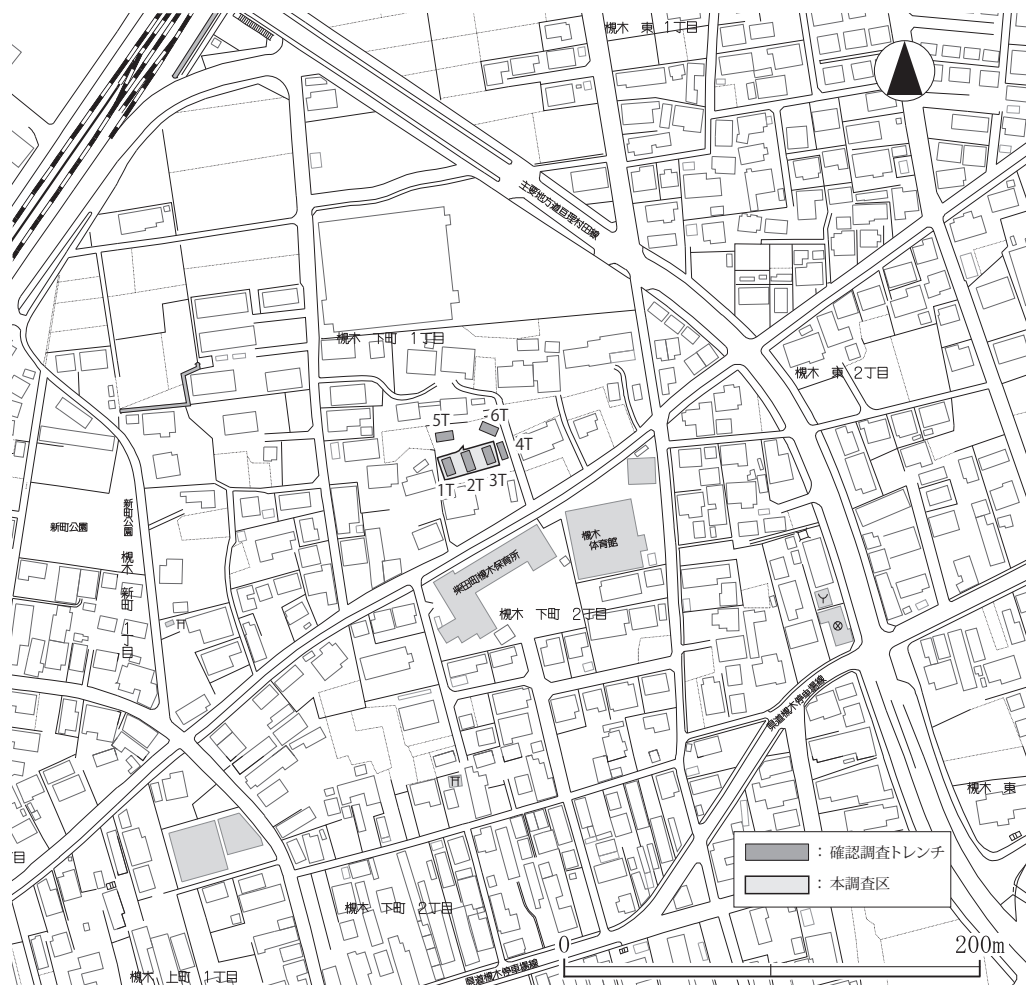 槻木 東 1丁目
主要地方道亘理村田線
槻木 下町 1丁目
槻木 東 2丁目
5T
6T
4T
1T
2T
3T
新町公園
新町公園
槻木 新町 1丁目
槻木
体育館
柴田町槻木保育所
槻木 下町 2丁目
県道槻木停車場線
槻木 東
：確認調査トレンチ
：本調査区
目
槻木 下町 2丁目
0
200m
槻木 上町 1丁目
県道槻木停車場線